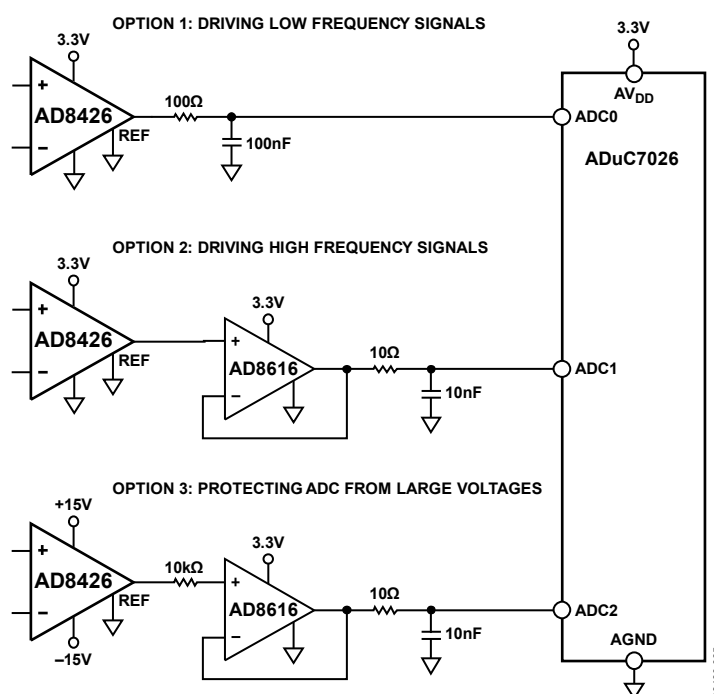 OPTION 1: DRIVING LOW FREQUENCY SIGNALS
3.3V
3.3V
+
AD8426
−
REF
100Ω
100nF
ADC0
AVDD
ADuC7026
OPTION 2: DRIVING HIGH FREQUENCY SIGNALS
3.3V
+
AD8426
−
REF
3.3V
+
AD8616
−
10Ω
10nF
ADC1
OPTION 3: PROTECTING ADC FROM LARGE VOLTAGES
+15V
+
AD8426
−
REF
−15V
10kΩ
3.3V
+
AD8616
−
10Ω
10nF
ADC2
AGND